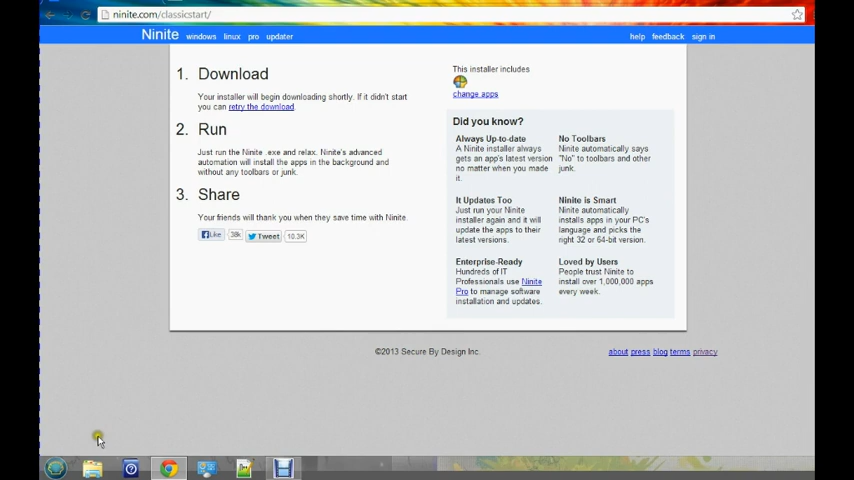 ninite.com/classicstart/
Ninite windows linux pro updater help feedback sign in
1. Download
Your installer will begin downloading shortly. If it didn't start
you can retry the download.
2. Run
Just run the Ninite .exe and relax. Ninite's advanced
automation will install the apps in the background and
without any toolbars or junk.
3. Share
Your friends will thank you when they save time with Ninite.
Like 38k Tweet 10.3K
This installer includes
change apps
Did you know?
Always Up-to-date
A Ninite installer always
gets an app's latest version
no matter when you made
it.
No Toolbars
Ninite automatically says
"No" to toolbars and other
junk.
It Updates Too
Just run your Ninite
installer again and it will
update the apps to their
latest versions.
Ninite is Smart
Ninite automatically
installs apps in your PC's
language and picks the
right 32 or 64-bit version.
Enterprise-Ready
Hundreds of IT
Professionals use Ninite
Pro to manage software
installation and updates.
Loved by Users
People trust Ninite to
install over 1,000,000 apps
every week.
©2013 Secure By Design Inc.
about press blog terms privacy